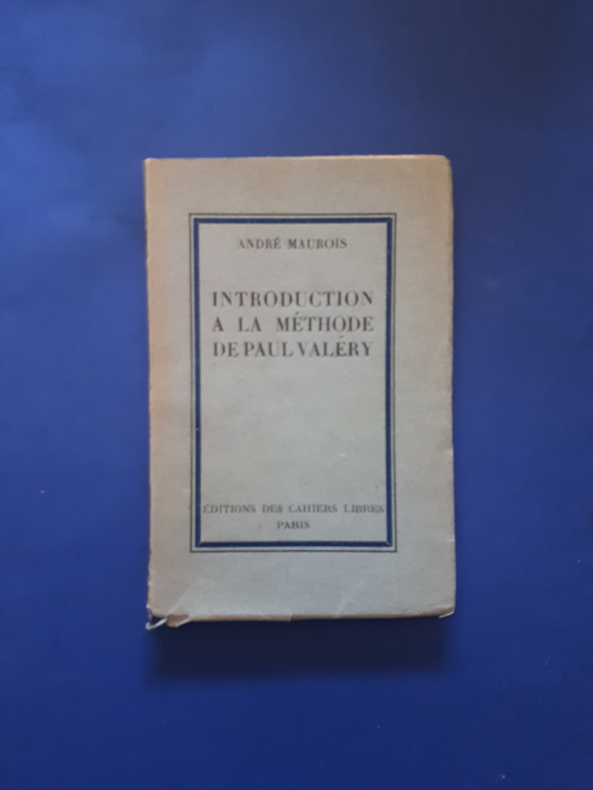 ANDRÉ MAUROIS
INTRODUCTION
A LA MÉTHODE
DE PAUL VALÉRY
ÉDITIONS DES CAHIERS LIBRES
PARIS